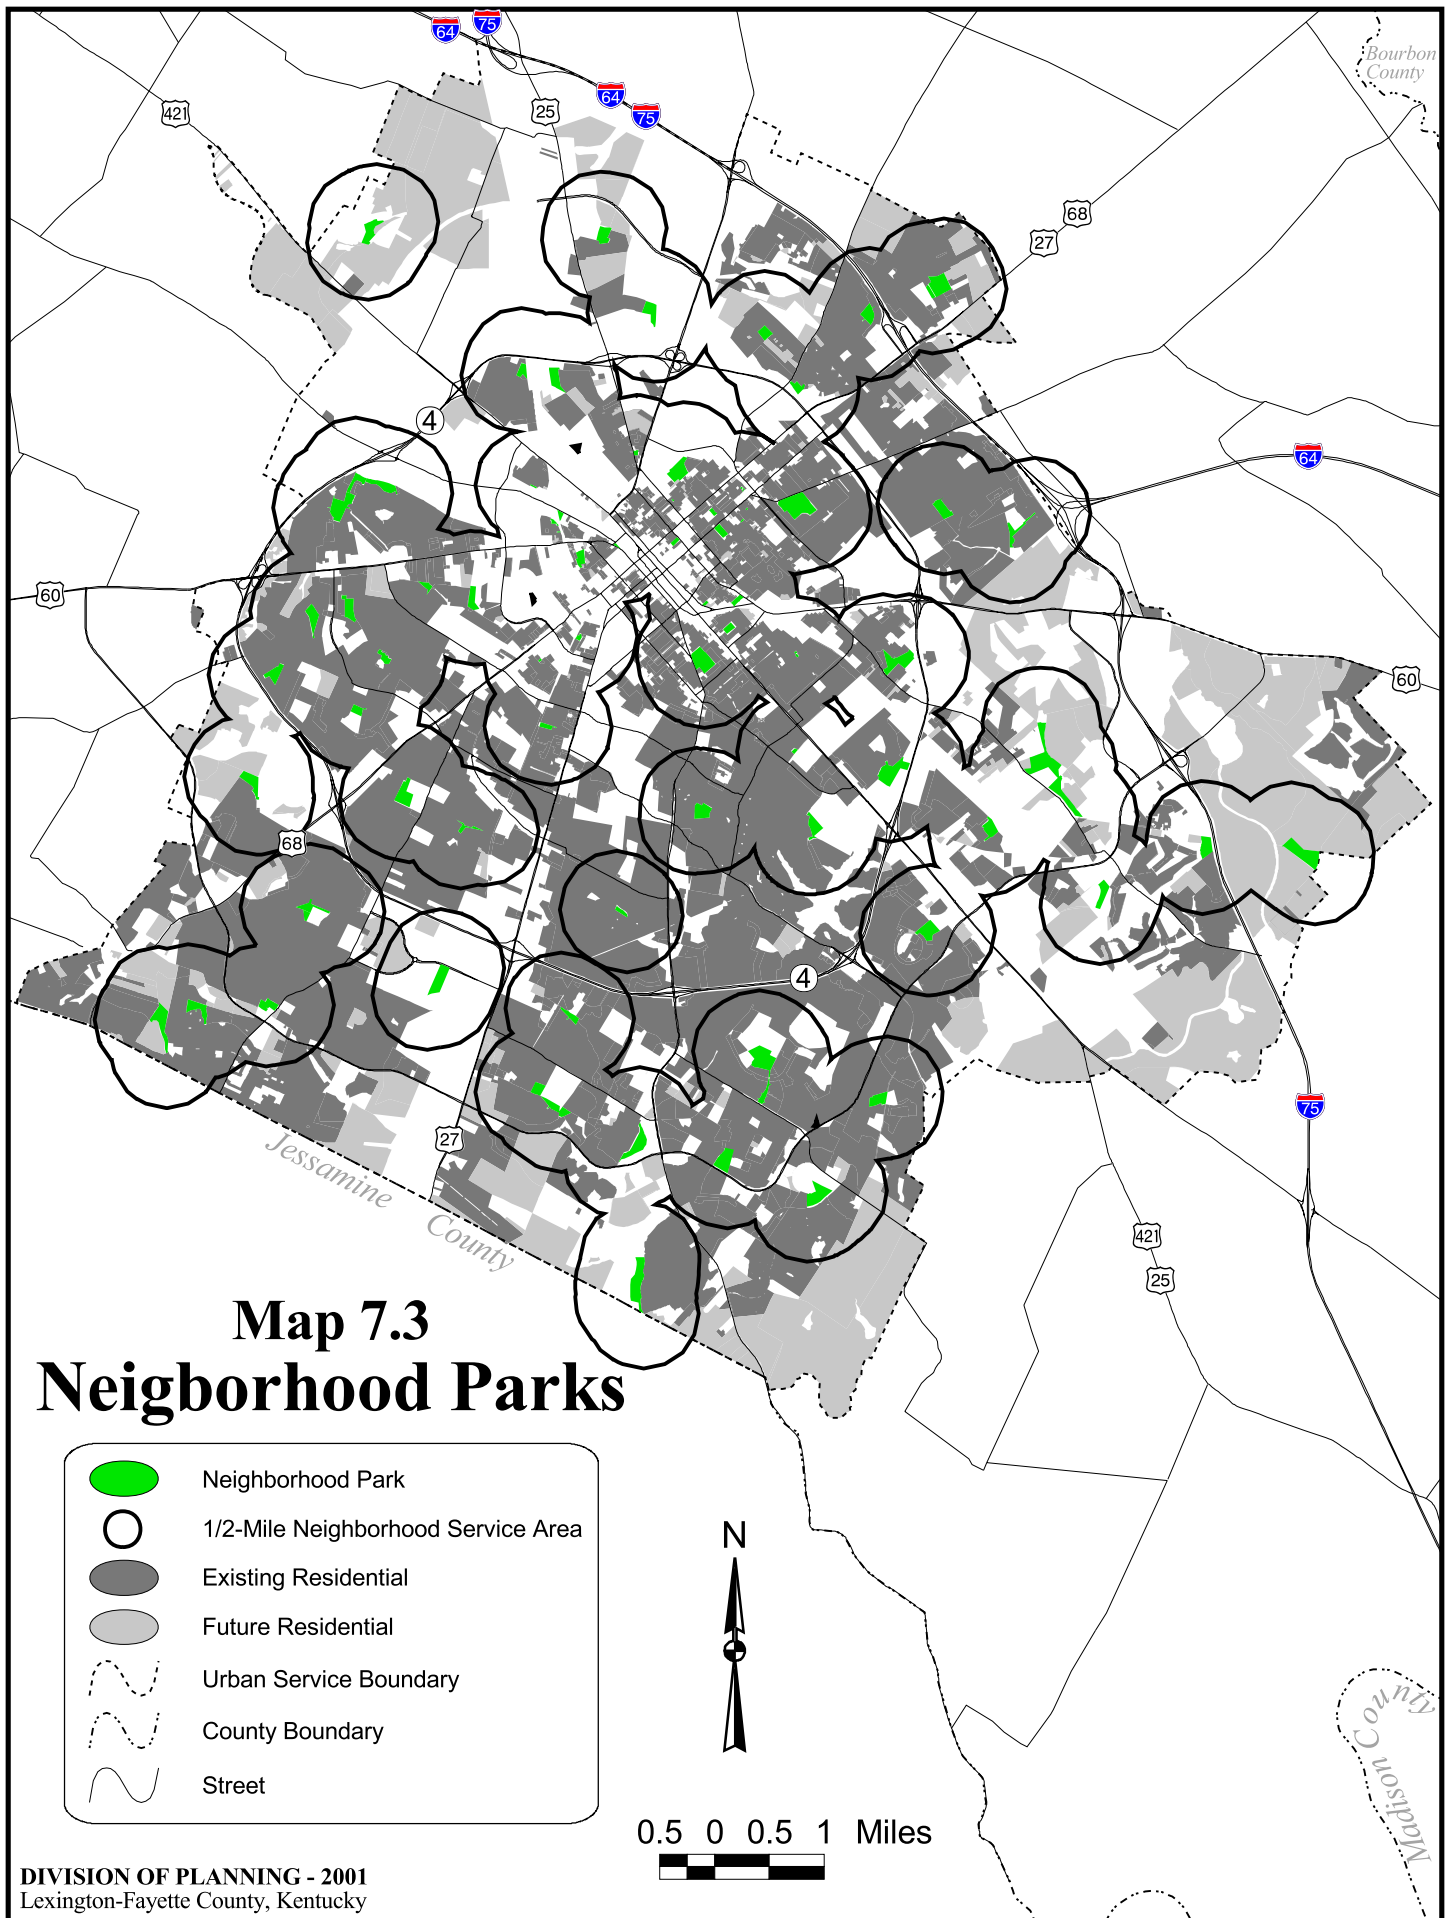 64
75
Bourbon
County
421
25
64
75
68
27
4
64
60
60
68
4
27
75
Jessamine County
421
25
Map 7.3
Neigborhood Parks
Neighborhood Park
1/2-Mile Neighborhood Service Area
Existing Residential
Future Residential
Urban Service Boundary
County Boundary
Street
N
Madison County
0.5 0 0.5 1 Miles
DIVISION OF PLANNING - 2001
Lexington-Fayette County, Kentucky